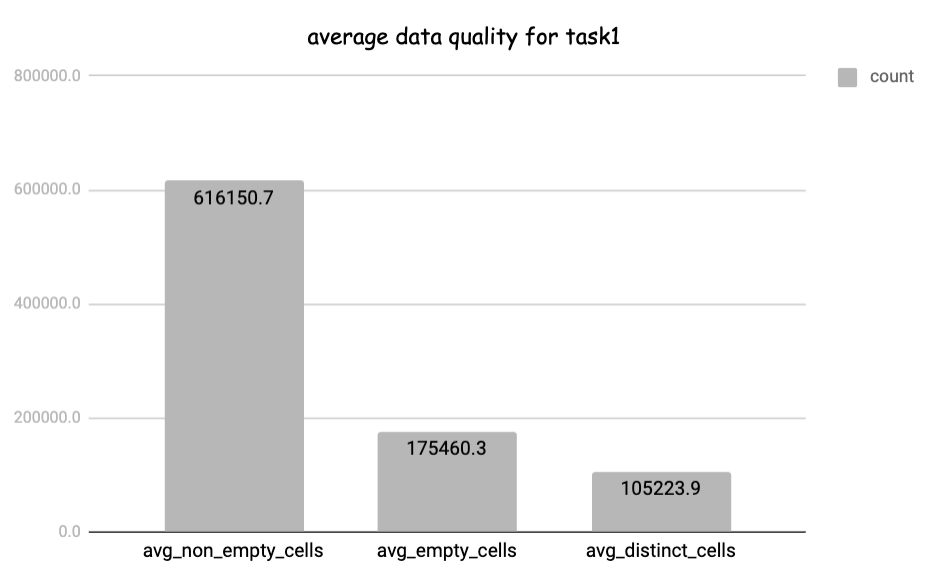 average data quality for task1
count
800000.0
600000.0
400000.0
200000.0
0.0
616150.7
175460.3
105223.9
avg_non_empty_cells
avg_empty_cells
avg_distinct_cells